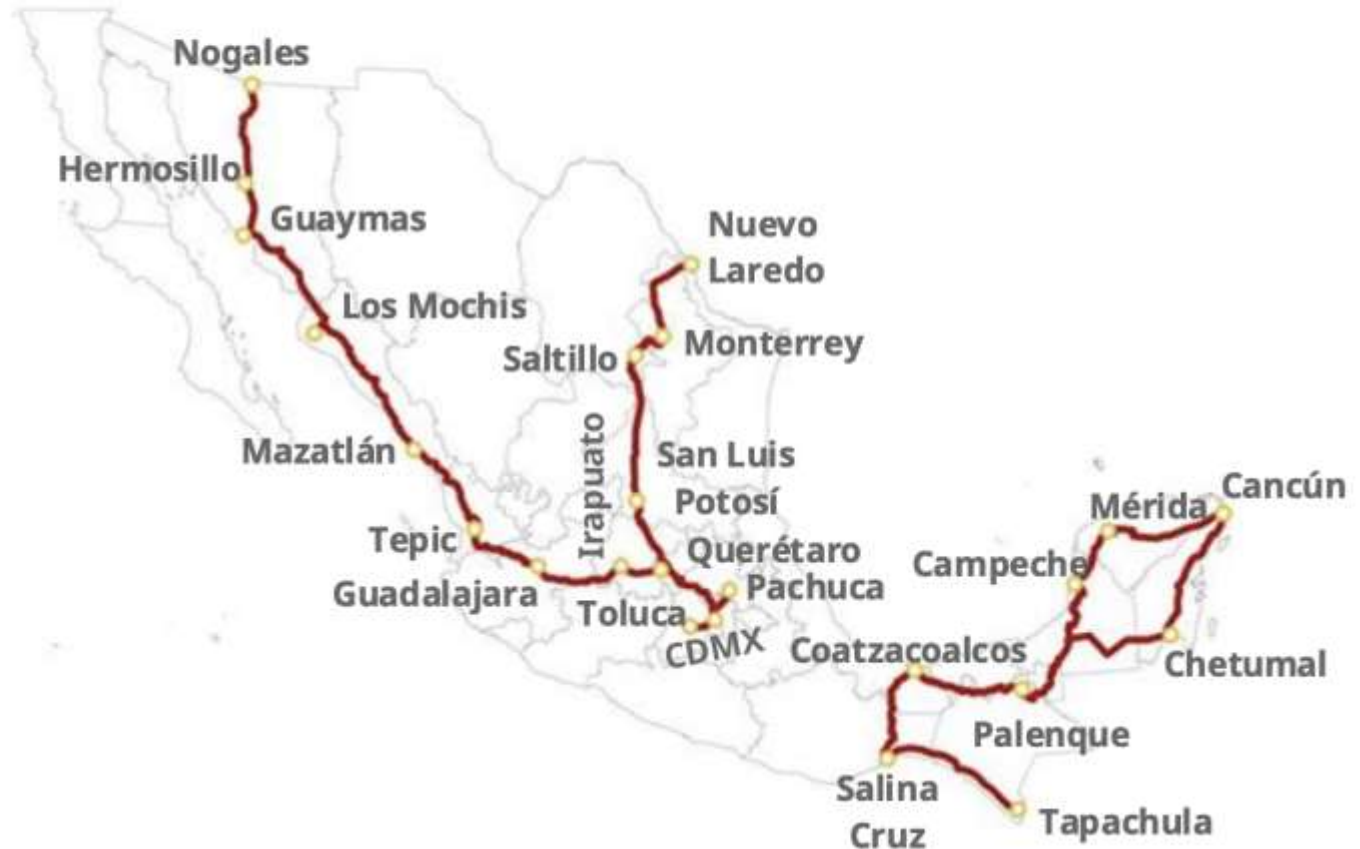 Nogales
Hermosillo
Guaymas
Nuevo
Laredo
Los Mochis
Monterrey
Saltillo
Irapuato
Mazatlán
San Luis
Potosí
Cancún
Mérida
Tepic
Querétaro
Campeche
Pachuca
Guadalajara
Toluca
CDMX
Coatzacoalcos
Chetumal
Palenque
Salina
Cruz
Tapachula